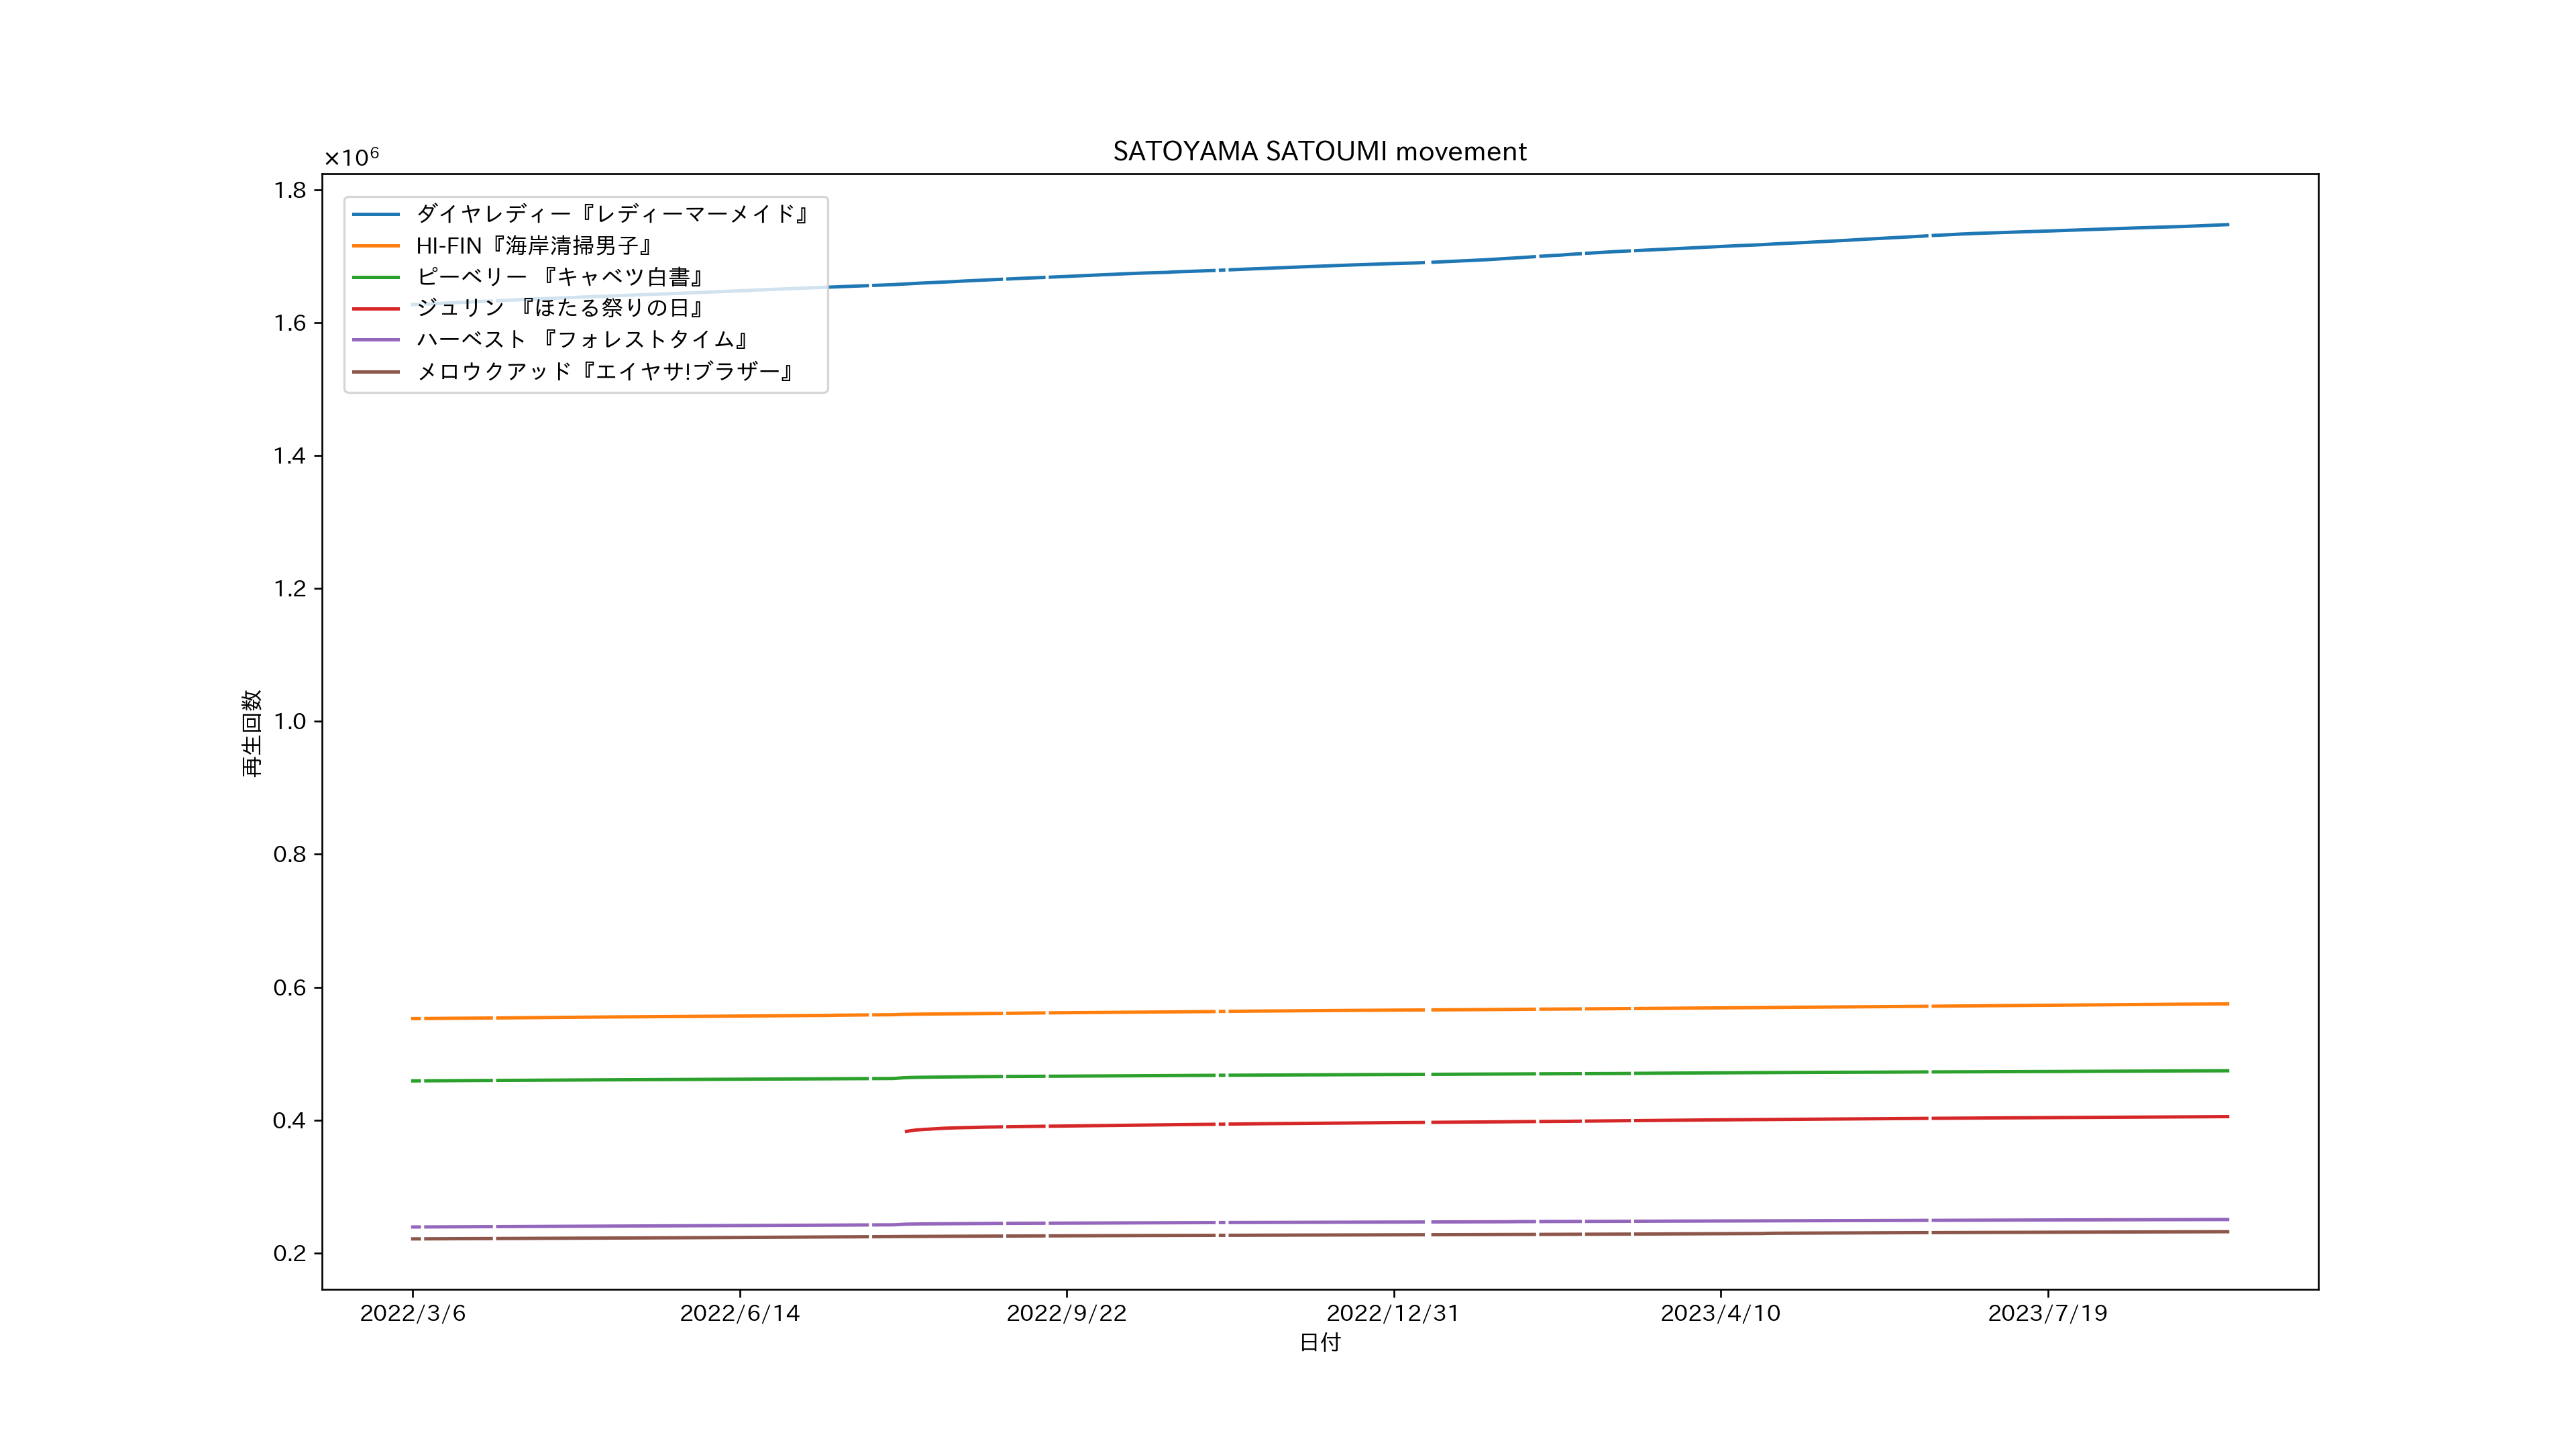 SATOYAMA SATOUMI movement
×10⁶
1.8
1.6
1.4
1.2
1.0
0.8
0.6
0.4
0.2
再生回数
ダイヤレディー『レディーマーメイド』
HI-FIN『海岸清掃男子』
ピーベリー 『キャベツ白書』
ジュリン 『ほたる祭りの日』
ハーベスト 『フォレストタイム』
メロウクアッド『エイヤサ!ブラザー』
2022/3/6 2022/6/14 2022/9/22 2022/12/31 2023/4/10 2023/7/19
日付